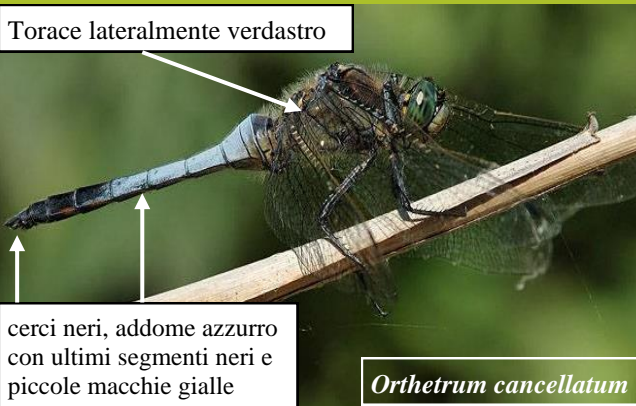 Torace lateralmente verdastro
cerci neri, addome azzurro
con ultimi segmenti neri e
piccole macchie gialle
Orthetrum cancellatum